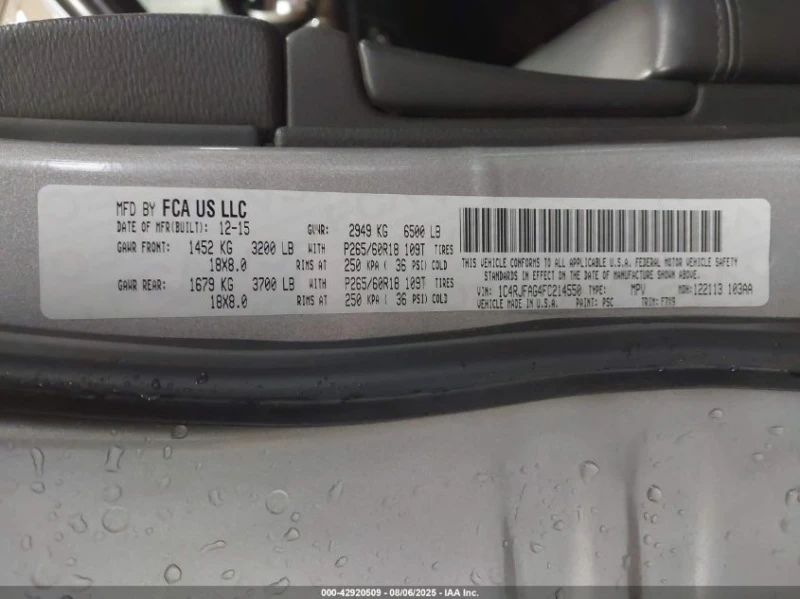 MFD BY FCA US LLC
DATE OF MFR(BUILT): 12-15 GVWR: 2949 KG 6500 LB
GAWR FRONT: 1452 KG 3200 LB WITH P265/60R18 109T TIRES
18X8.0 RIMS AT 250 KPA ( 36 PSI) COLD
GAWR REAR: 1679 KG 3700 LB WITH P265/60R18 109T TIRES
18X8.0 RIMS AT 250 KPA ( 36 PSI) COLD
THIS VEHICLE CONFORMS TO ALL APPLICABLE U.S.A. FEDERAL MOTOR VEHICLE SAFETY
STANDARDS IN EFFECT ON THE DATE OF MANUFACTURE SHOWN ABOVE.
VIN: 1C4RJFAG4FC214550 TYPE: MPV MDH: 122113 103AA
VEHICLE MADE IN U.S.A. PAINT: PSC TRIM:
000-42920509 - 08/06/2025 - IAA Inc.